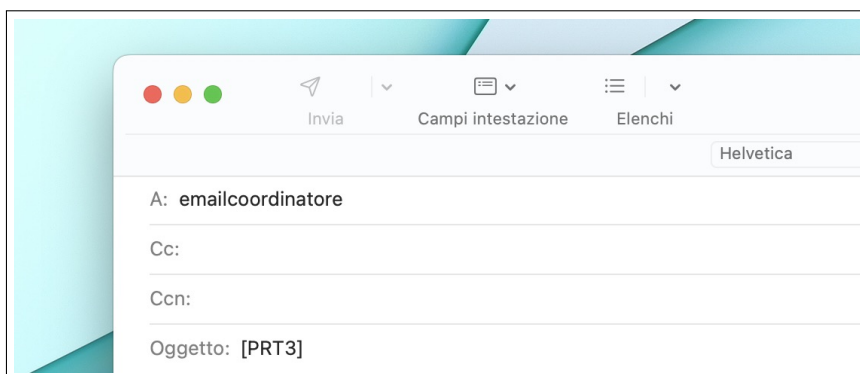 Invia Campi intestazione Elenchi
Helvetica
A: emailcoordinatore
Cc:
Ccn:
Oggetto: [PRT3]